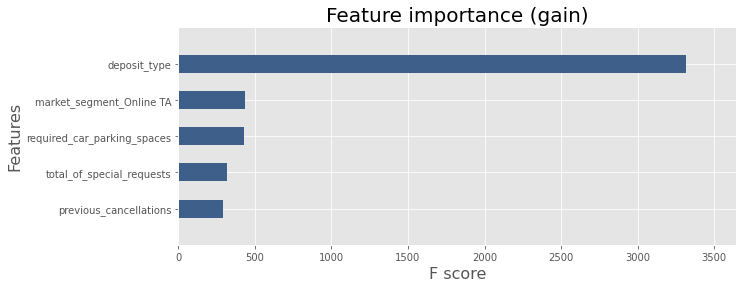 Feature importance (gain)
Features
deposit_type
market_segment_Online TA
required_car_parking_spaces
total_of_special_requests
previous_cancellations
0 500 1000 1500 2000 2500 3000 3500
F score